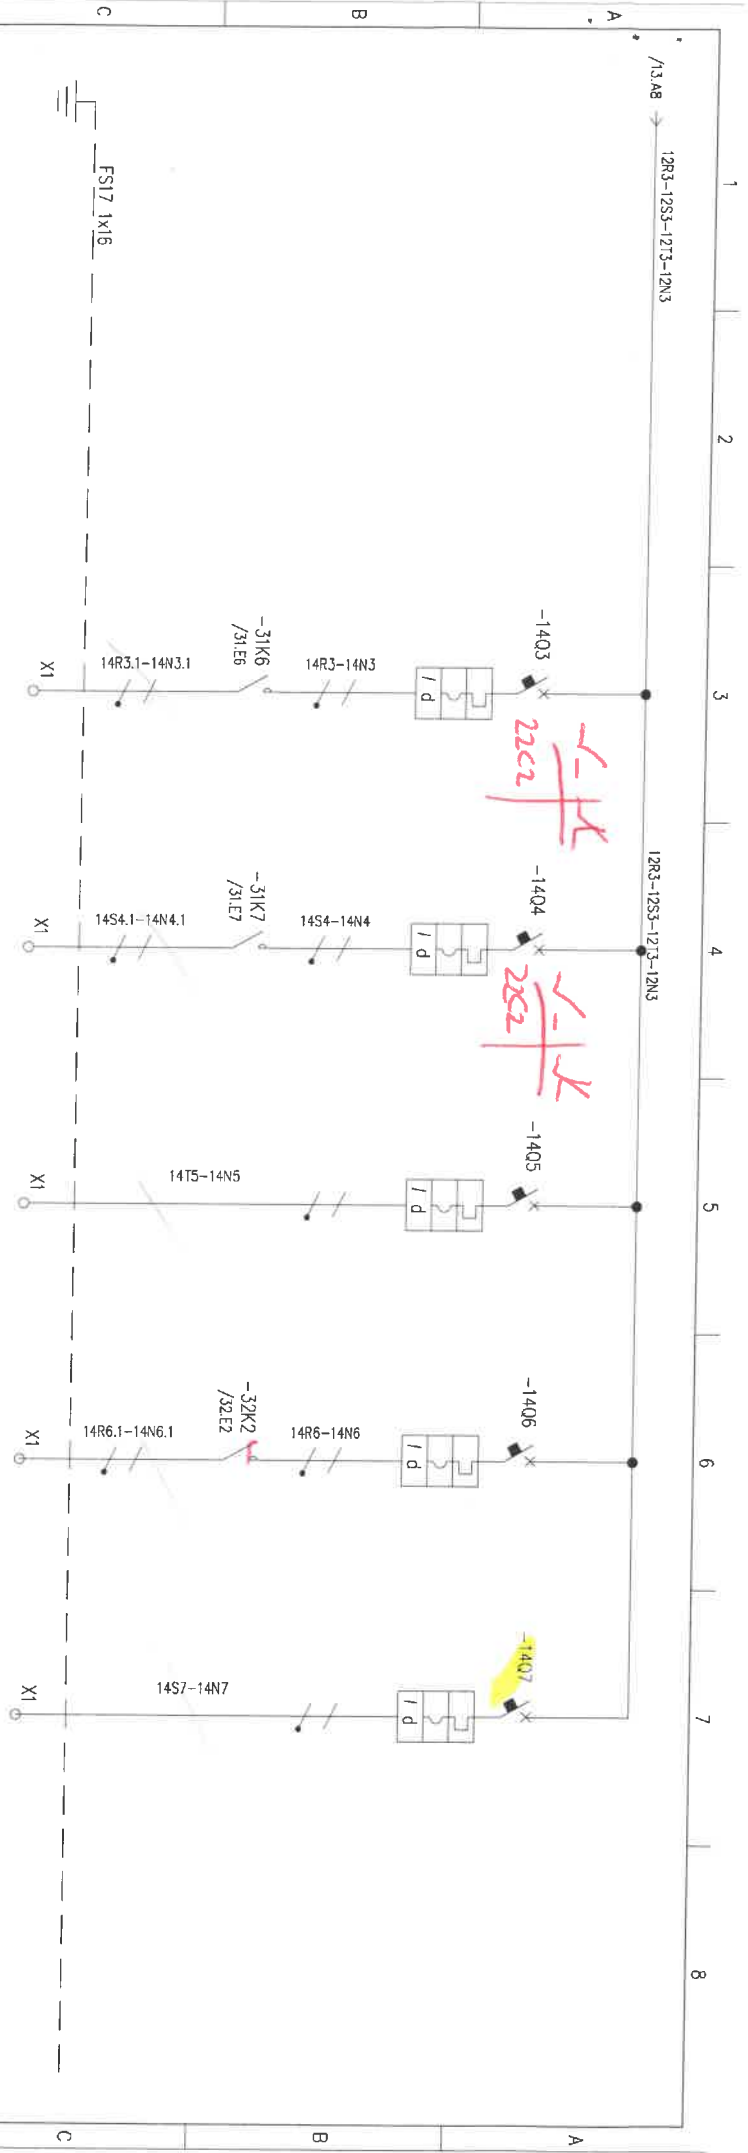 1
2
3
4
5
6
7
8
A
B
C
/13.A8
12R3-12S3-12T3-12N3
12R3-12S3-12T3-12N3
-14Q3
-14Q4
-14Q5
-14Q6
-14Q7
22C2
22C2
I d
I d
I d
I d
I d
14R3-14N3
14S4-14N4
14T5-14N5
14R6-14N6
14S7-14N7
-31K6
/31.E6
-31K7
/31.E7
-32K2
/32.E2
14R3.1-14N3.1
14S4.1-14N4.1
14R6.1-14N6.1
FS17 1x16
X1
X1
X1
X1
X1
A
B
C